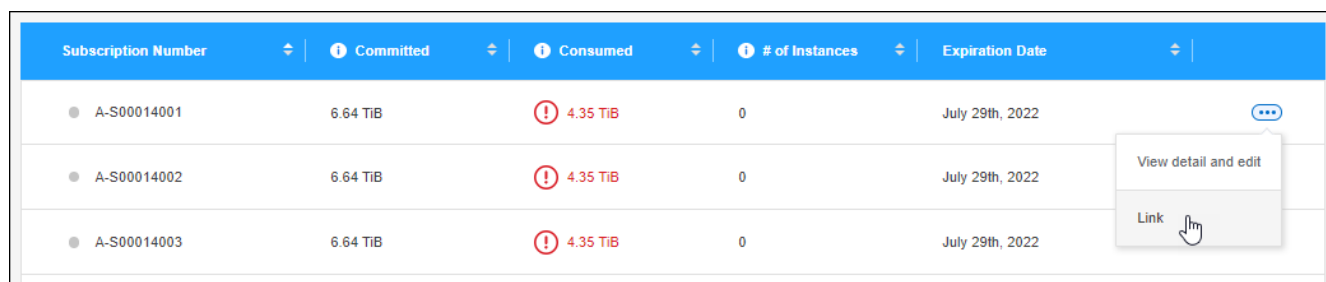 Subscription Number Committed Consumed # of Instances Expiration Date
A-S00014001 6.64 TiB 4.35 TiB 0 July 29th, 2022
View detail and edit
A-S00014002 6.64 TiB 4.35 TiB 0 July 29th, 2022
Link
A-S00014003 6.64 TiB 4.35 TiB 0 July 29th, 2022